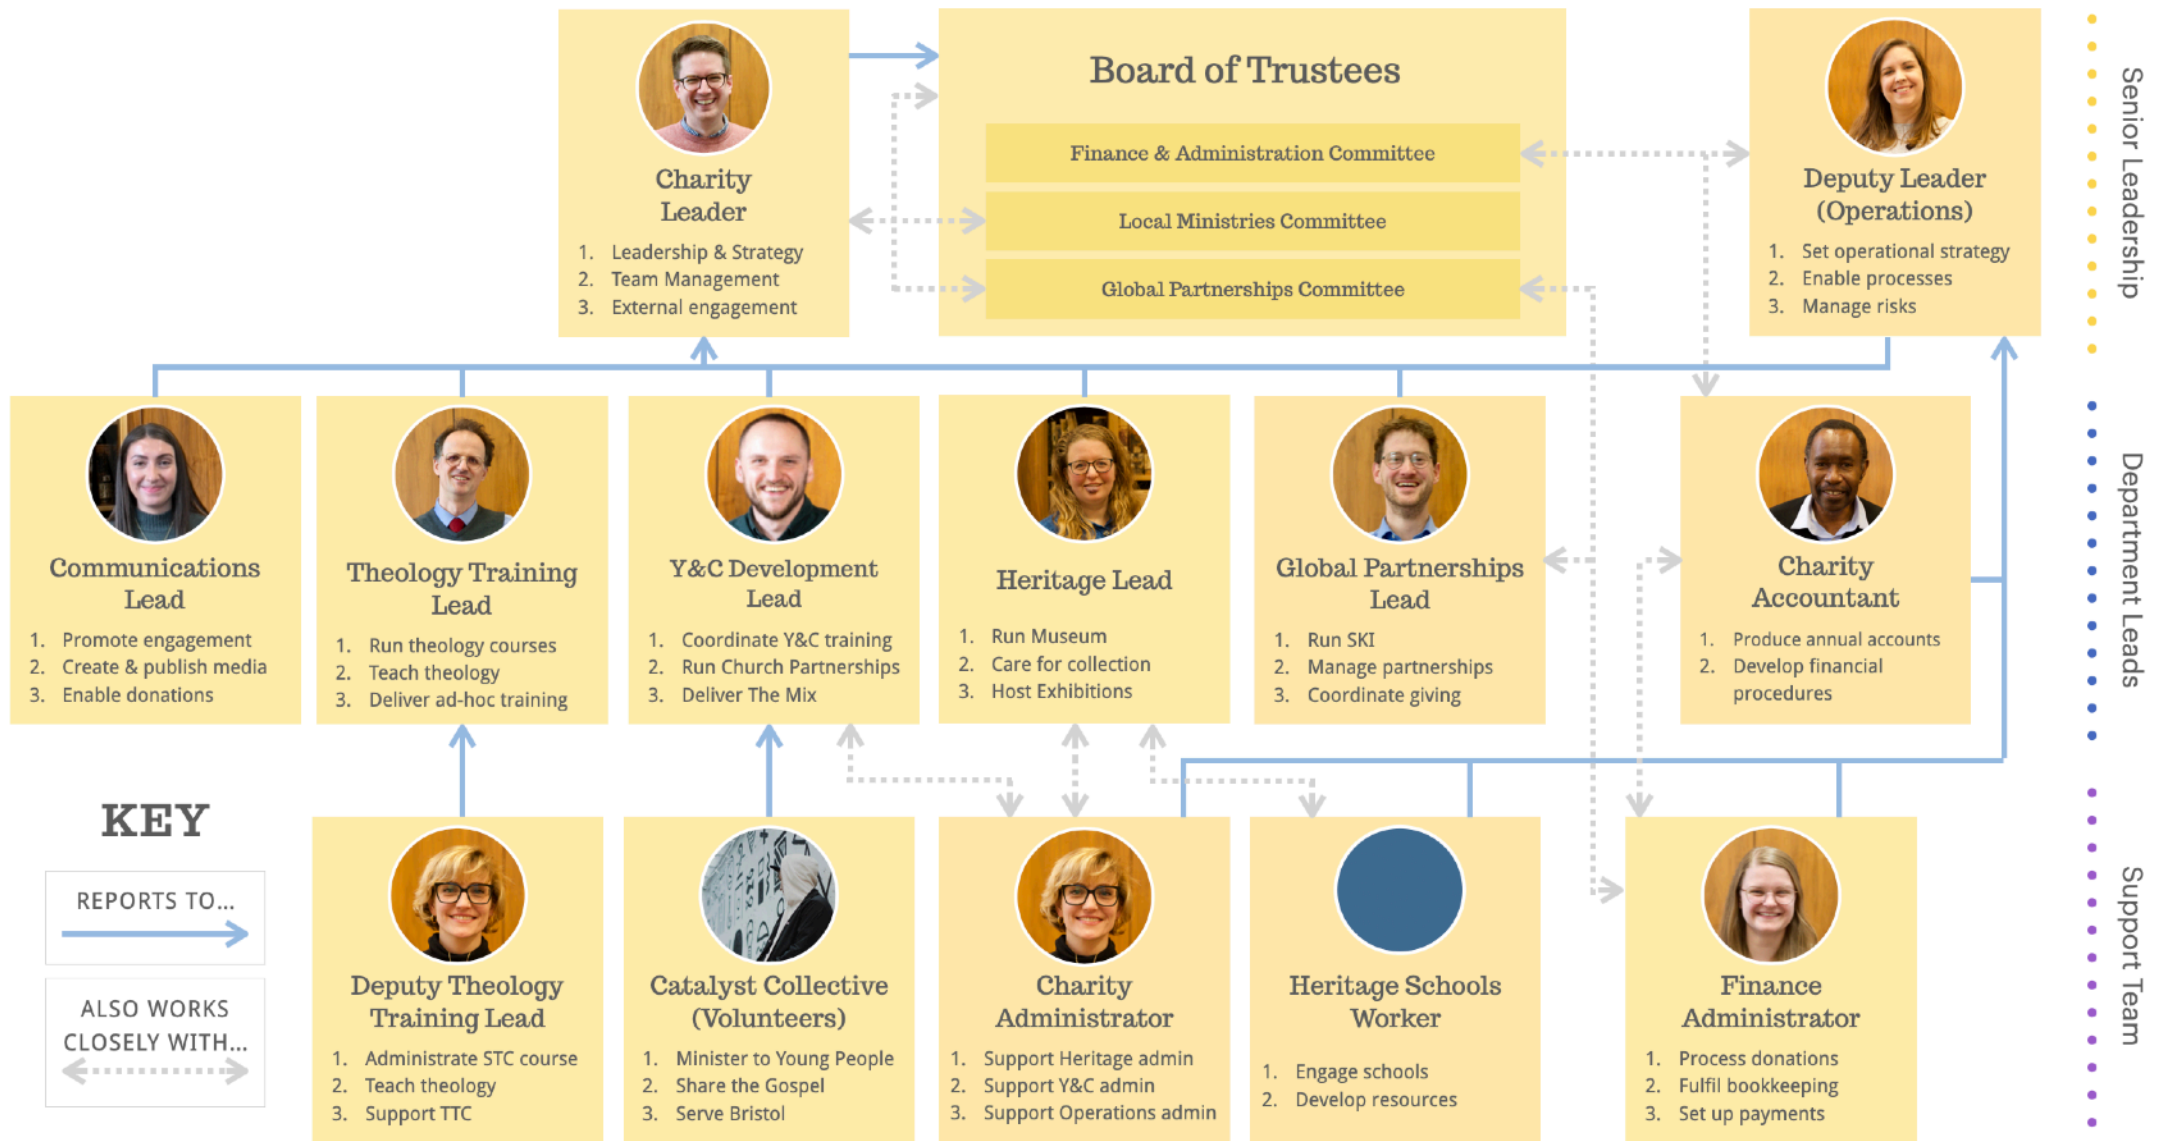 Board of Trustees
Finance & Administration Committee
Local Ministries Committee
Global Partnerships Committee
Charity
Leader
1. Leadership & Strategy
2. Team Management
3. External engagement
Deputy Leader
(Operations)
1. Set operational strategy
2. Enable processes
3. Manage risks
Senior Leadership
Communications
Lead
1. Promote engagement
2. Create & publish media
3. Enable donations
Theology Training
Lead
1. Run theology courses
2. Teach theology
3. Deliver ad-hoc training
Y&C Development
Lead
1. Coordinate Y&C training
2. Run Church Partnerships
3. Deliver The Mix
Heritage Lead
1. Run Museum
2. Care for collection
3. Host Exhibitions
Global Partnerships
Lead
1. Run SKI
2. Manage partnerships
3. Coordinate giving
Charity
Accountant
1. Produce annual accounts
2. Develop financial
procedures
Department Leads
KEY
REPORTS TO...
ALSO WORKS
CLOSELY WITH...
Deputy Theology
Training Lead
1. Administrate STC course
2. Teach theology
3. Support TTC
Catalyst Collective
(Volunteers)
1. Minister to Young People
2. Share the Gospel
3. Serve Bristol
Charity
Administrator
1. Support Heritage admin
2. Support Y&C admin
3. Support Operations admin
Heritage Schools
Worker
1. Engage schools
2. Develop resources
Finance
Administrator
1. Process donations
2. Fulfil bookkeeping
3. Set up payments
Support Team